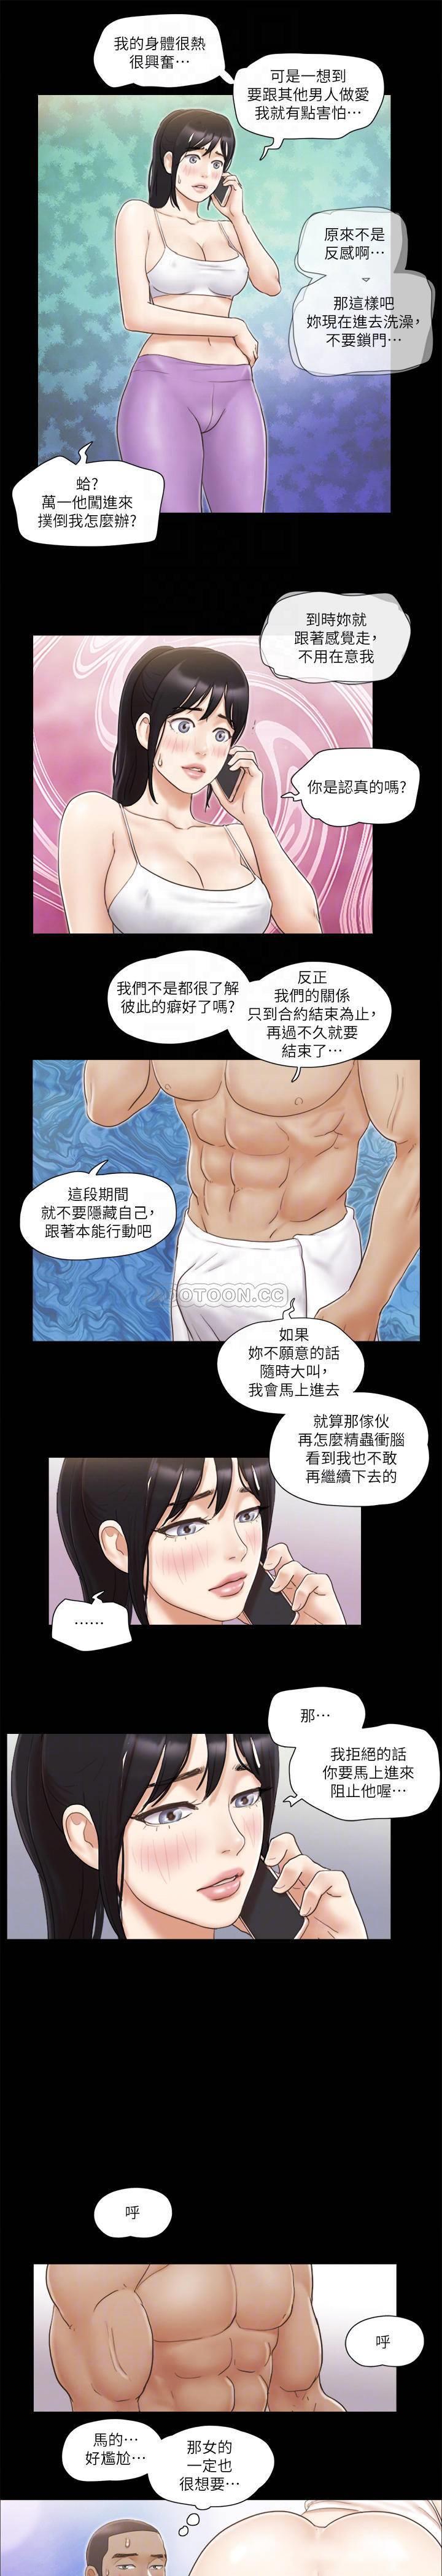 我的身體很熱
很興奮⋯
可是一想到
要跟其他男人做愛
我就有點害怕⋯
原來不是
反感啊⋯
那這樣吧
妳現在進去洗澡，
不要鎖門⋯
蛤?
萬一他闖進來
撲倒我怎麼辦?
到時妳就
跟著感覺走，
不用在意我
你是認真的嗎?
我們不是都很了解
彼此的癖好了嗎?
反正
我們的關係
只到合約結束為止，
再過不久就要
結束了⋯
這段期間
就不要隱藏自己，
跟著本能行動吧
TOON.CC
如果
妳不願意的話
隨時大叫，
我會馬上進去
就算那傢伙
再怎麼精蟲衝腦
看到我也不敢
再繼續下去的
⋯⋯
那⋯
我拒絕的話
你要馬上進來
阻止他喔⋯
呼
呼
馬的⋯
好尷尬⋯
那女的
一定也
很想要⋯